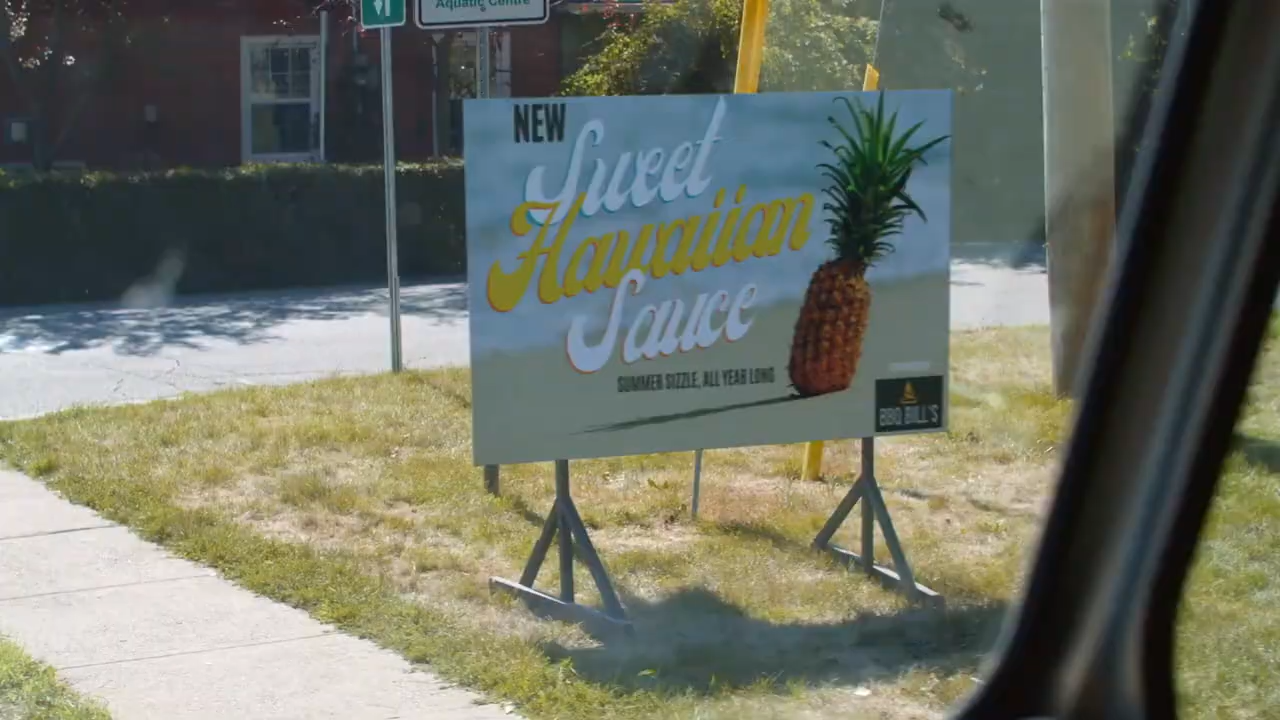 Aquatic Centre
NEW
Sweet
Hawaiian
Sauce
SUMMER SIZZLE, ALL YEAR LONG
BBQ BILL'S